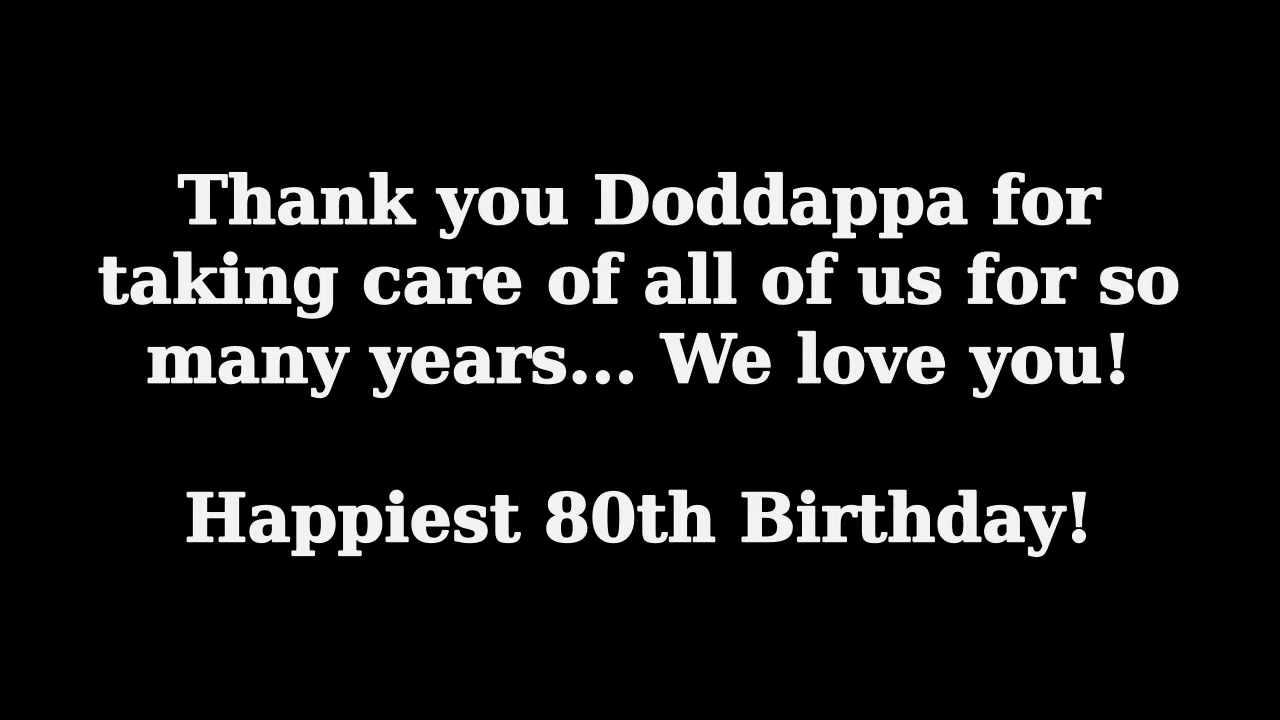 Thank you Doddappa for
taking care of all of us for so
many years... We love you!
Happiest 80th Birthday!